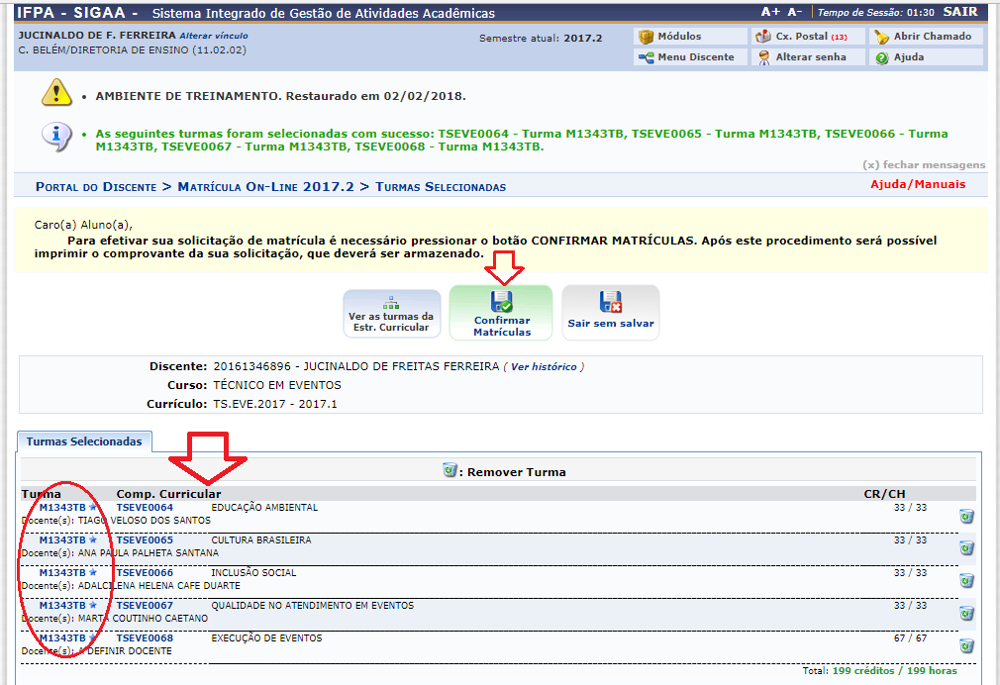 IFPA - SIGAA - Sistema Integrado de Gestão de Atividades Acadêmicas A+ A- Tempo de Sessão: 01:30 SAIR
JUCINALDO DE F. FERREIRA Alterar vínculo
C. BELÉM/DIRETORIA DE ENSINO (11.02.02)
Semestre atual: 2017.2
Módulos Cx. Postal (13) Abrir Chamado
Menu Discente Alterar senha Ajuda
• AMBIENTE DE TREINAMENTO. Restaurado em 02/02/2018.
• As seguintes turmas foram selecionadas com sucesso: TSEVE0064 - Turma M1343TB, TSEVE0065 - Turma M1343TB, TSEVE0066 - Turma
M1343TB, TSEVE0067 - Turma M1343TB, TSEVE0068 - Turma M1343TB.
(x) fechar mensagens
Portal do Discente > Matrícula On-Line 2017.2 > Turmas Selecionadas Ajuda/Manuais
Caro(a) Aluno(a),
Para efetivar sua solicitação de matrícula é necessário pressionar o botão CONFIRMAR MATRÍCULAS. Após este procedimento será possível
imprimir o comprovante da sua solicitação, que deverá ser armazenado.
Ver as turmas da
Estr. Curricular
Confirmar
Matrículas
Sair sem salvar
Discente: 20161346896 - JUCINALDO DE FREITAS FERREIRA ( Ver histórico )
Curso: TÉCNICO EM EVENTOS
Currículo: TS.EVE.2017 - 2017.1
Turmas Selecionadas
: Remover Turma
Turma Comp. Curricular CR/CH
M1343TB TSEVE0064 EDUCAÇÃO AMBIENTAL 33 / 33
Docente(s): TIAGO VELOSO DOS SANTOS
M1343TB TSEVE0065 CULTURA BRASILEIRA 33 / 33
Docente(s): ANA PAULA PALHETA SANTANA
M1343TB TSEVE0066 INCLUSÃO SOCIAL 33 / 33
Docente(s): ADALCILENA HELENA CAFE DUARTE
M1343TB TSEVE0067 QUALIDADE NO ATENDIMENTO EM EVENTOS 33 / 33
Docente(s): MARTA COUTINHO CAETANO
M1343TB TSEVE0068 EXECUÇÃO DE EVENTOS 67 / 67
Docente(s): A DEFINIR DOCENTE
Total: 199 créditos / 199 horas